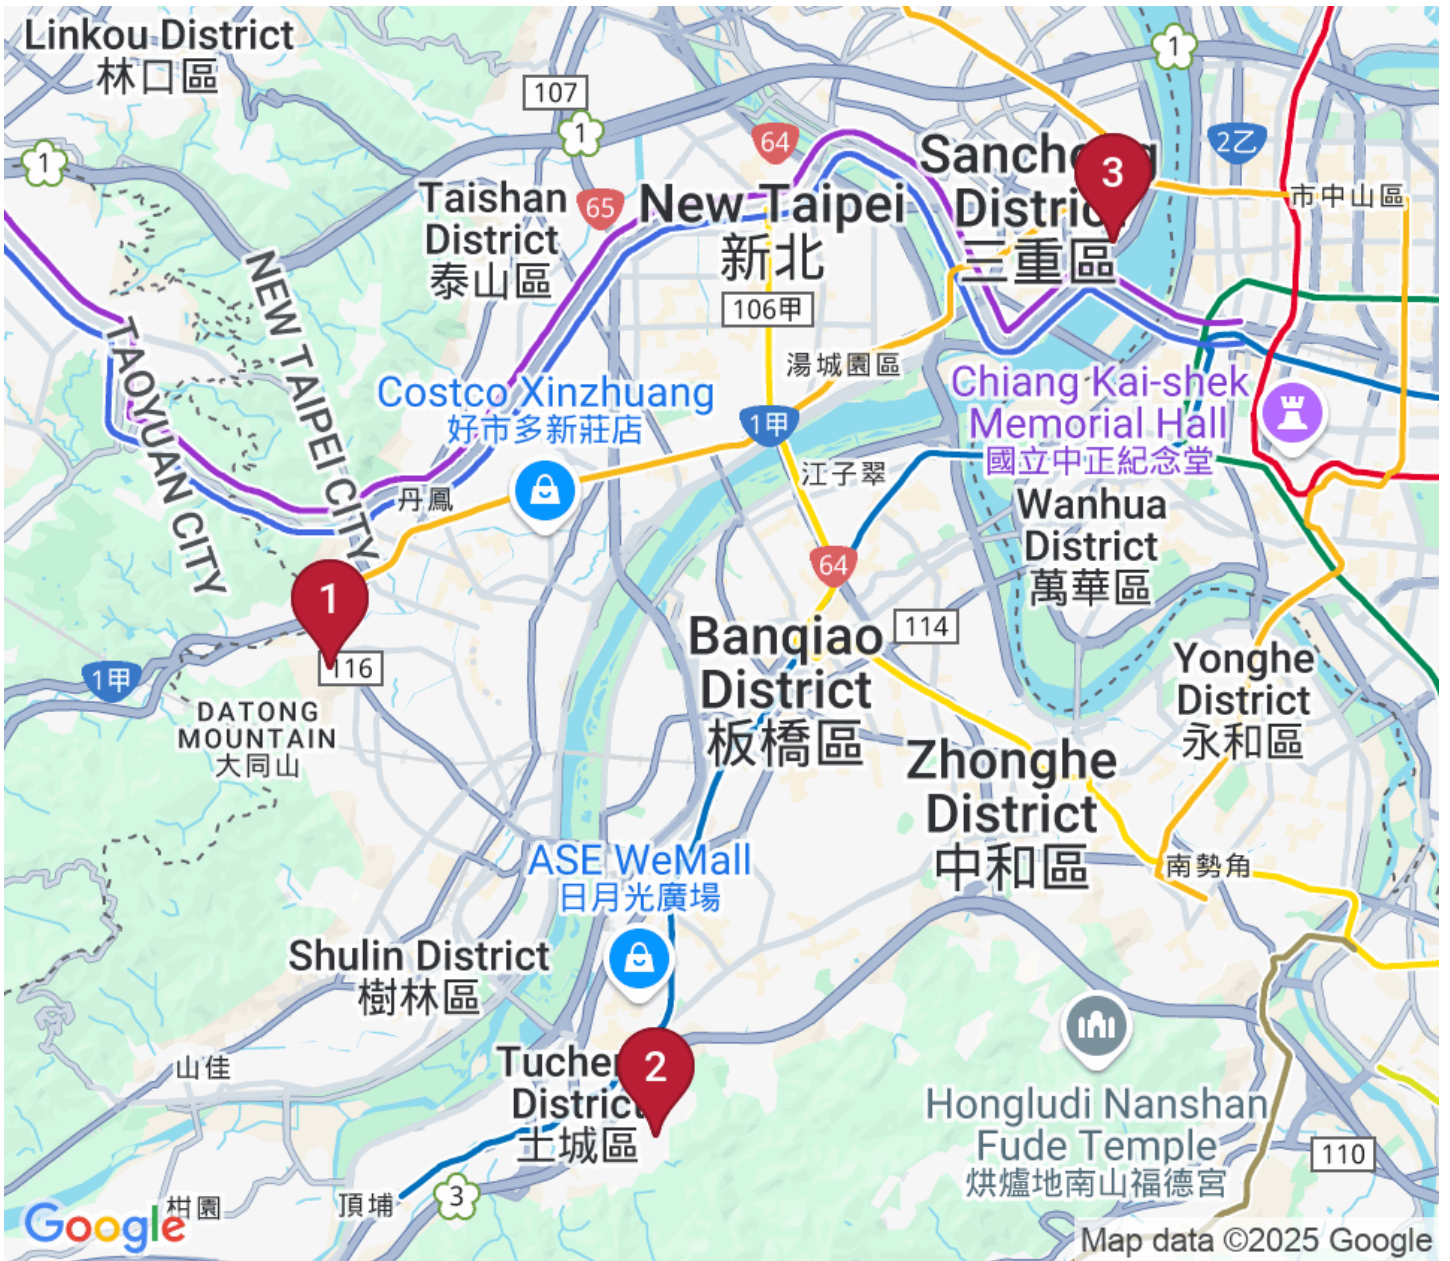 Linkou District
林口區
107
1
1
1
64
2乙
Sanchong
District
三重區
3
市中山區
Taishan
District
泰山區
65
New Taipei
新北
106甲
NEW TAIPEI CITY
TAOYUAN CITY
湯城園區
Costco Xinzhuang
好市多新莊店
Chiang Kai-shek
Memorial Hall
國立中正紀念堂
1甲
江子翠
丹鳳
Wanhua
District
萬華區
64
1
116
1甲
Banqiao
District
板橋區
114
Yonghe
District
永和區
DATONG
MOUNTAIN
大同山
Zhonghe
District
中和區
南勢角
ASE WeMall
日月光廣場
Shulin District
樹林區
山佳
2
Tucheng
District
土城區
Hongludi Nanshan
Fude Temple
烘爐地南山福德宮
110
柑園
頂埔
3
Google
Map data ©2025 Google